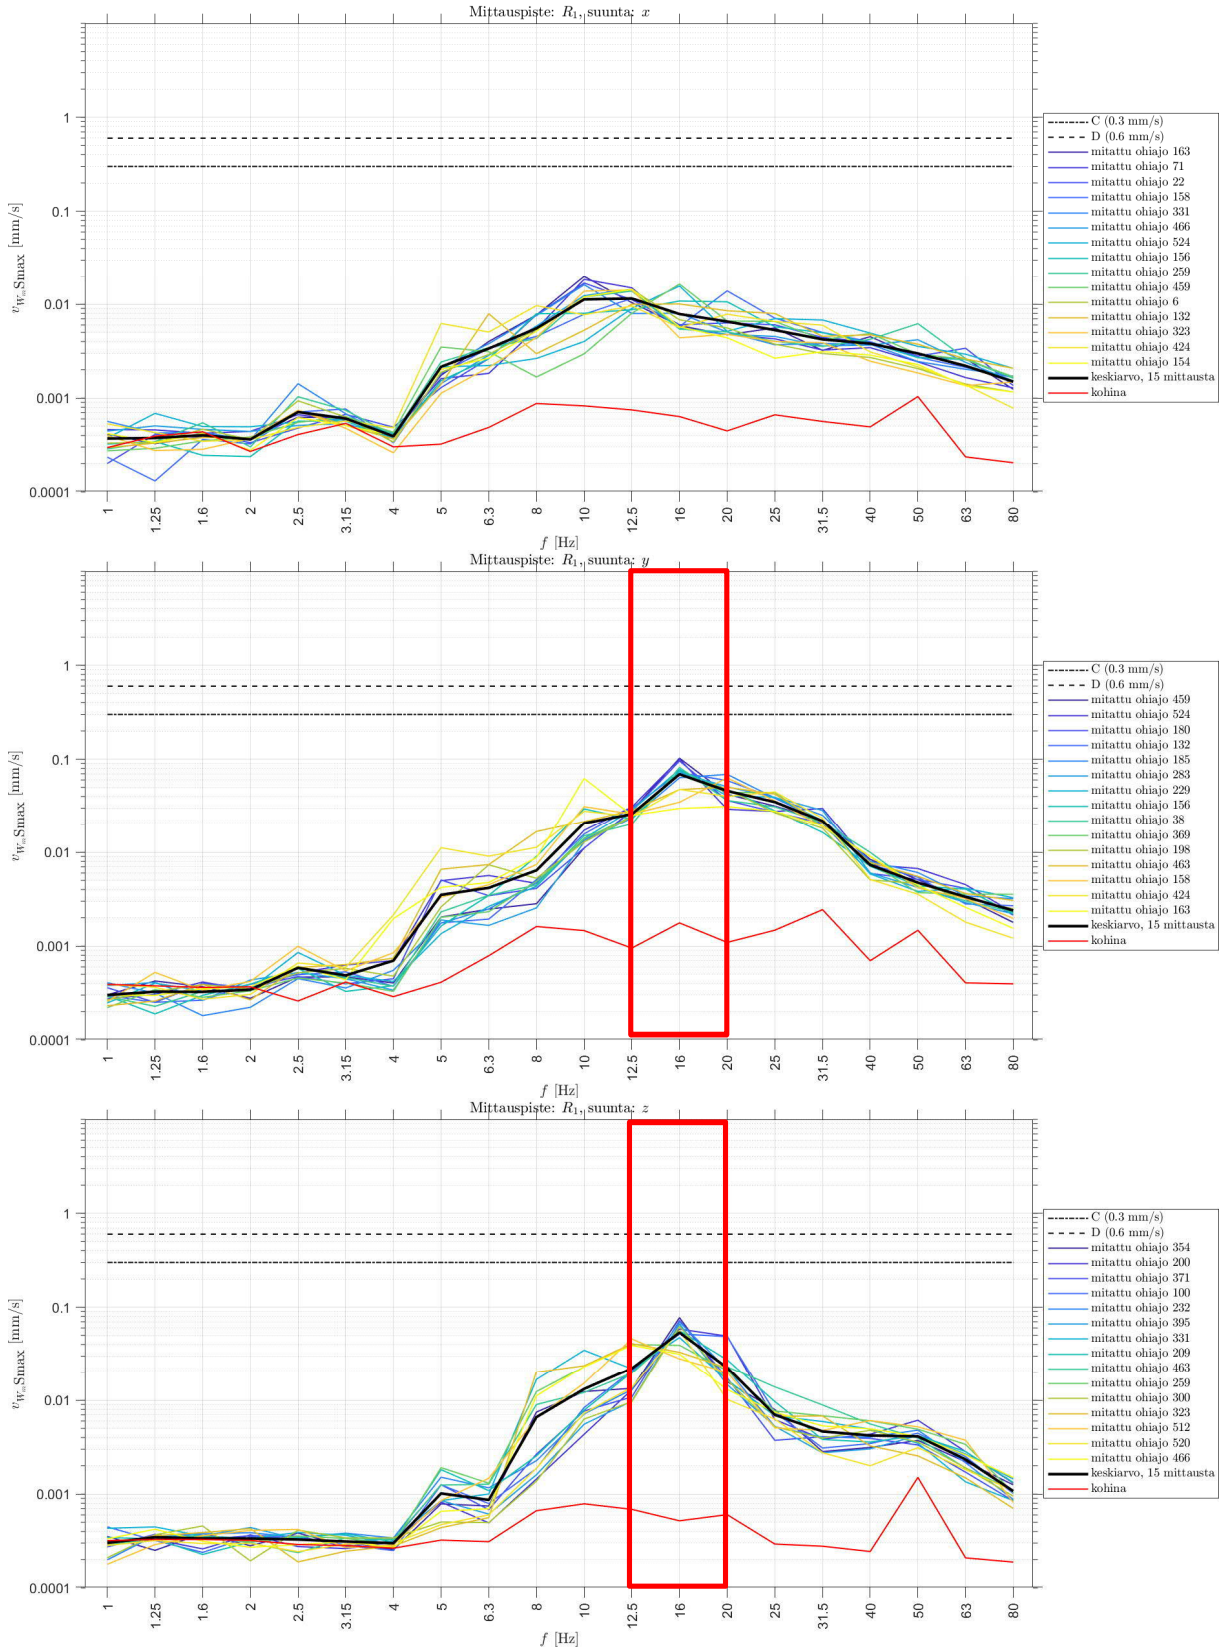 Mittauspiste: R₁, suunta: x
1
0.1
0.01
0.001
0.0001
v_{W_m}Smax [mm/s]
1 1.25 1.6 2 2.5 3.15 4 5 6.3 8 10 12.5 16 20 25 31.5 40 50 63 80
f [Hz]
C (0.3 mm/s)
D (0.6 mm/s)
mitattu ohiajo 163
mitattu ohiajo 71
mitattu ohiajo 22
mitattu ohiajo 158
mitattu ohiajo 331
mitattu ohiajo 466
mitattu ohiajo 524
mitattu ohiajo 156
mitattu ohiajo 259
mitattu ohiajo 459
mitattu ohiajo 6
mitattu ohiajo 132
mitattu ohiajo 323
mitattu ohiajo 424
mitattu ohiajo 154
keskiarvo, 15 mittausta
kohina
Mittauspiste: R₁, suunta: y
1
0.1
0.01
0.001
0.0001
v_{W_m}Smax [mm/s]
1 1.25 1.6 2 2.5 3.15 4 5 6.3 8 10 12.5 16 20 25 31.5 40 50 63 80
f [Hz]
C (0.3 mm/s)
D (0.6 mm/s)
mitattu ohiajo 459
mitattu ohiajo 524
mitattu ohiajo 180
mitattu ohiajo 132
mitattu ohiajo 185
mitattu ohiajo 283
mitattu ohiajo 229
mitattu ohiajo 156
mitattu ohiajo 38
mitattu ohiajo 369
mitattu ohiajo 198
mitattu ohiajo 463
mitattu ohiajo 158
mitattu ohiajo 424
mitattu ohiajo 163
keskiarvo, 15 mittausta
kohina
Mittauspiste: R₁, suunta: z
1
0.1
0.01
0.001
0.0001
v_{W_m}Smax [mm/s]
1 1.25 1.6 2 2.5 3.15 4 5 6.3 8 10 12.5 16 20 25 31.5 40 50 63 80
f [Hz]
C (0.3 mm/s)
D (0.6 mm/s)
mitattu ohiajo 354
mitattu ohiajo 200
mitattu ohiajo 371
mitattu ohiajo 100
mitattu ohiajo 232
mitattu ohiajo 395
mitattu ohiajo 331
mitattu ohiajo 209
mitattu ohiajo 463
mitattu ohiajo 259
mitattu ohiajo 300
mitattu ohiajo 323
mitattu ohiajo 512
mitattu ohiajo 520
mitattu ohiajo 466
keskiarvo, 15 mittausta
kohina